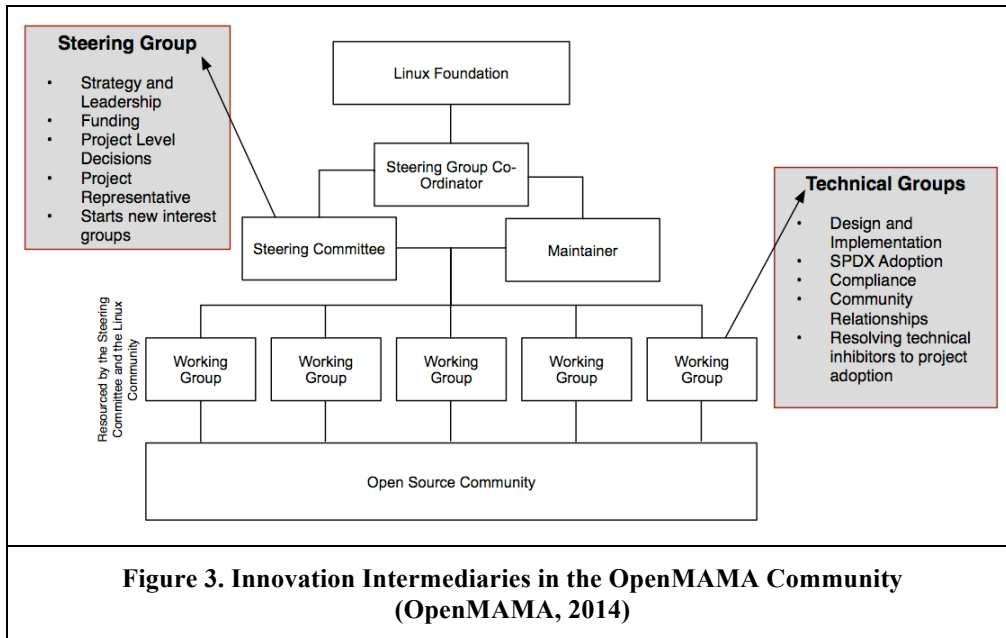 Steering Group
• Strategy and
Leadership
• Funding
• Project Level
Decisions
• Project
Representative
• Starts new interest
groups
Linux Foundation
Steering Group Co-
Ordinator
Steering Committee
Maintainer
Technical Groups
• Design and
Implementation
• SPDX Adoption
• Compliance
• Community
Relationships
• Resolving technical
inhibitors to project
adoption
Resourced by the Steering
Committee and the Linux
Community
Working
Group
Working
Group
Working
Group
Working
Group
Working
Group
Open Source Community
Figure 3. Innovation Intermediaries in the OpenMAMA Community
(OpenMAMA, 2014)